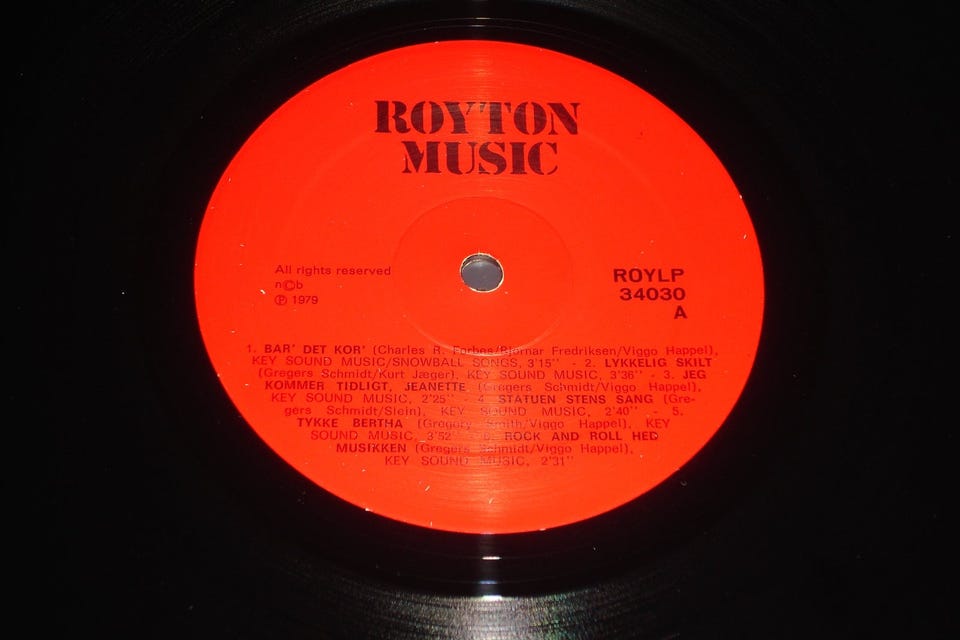 ROYTON
MUSIC
All rights reserved
n©b
℗ 1979
ROYLP
34030
A
1. BAR' DET KOR' (Charles R. Forbes/Bjørnar Fredriksen/Viggo Happel),
KEY SOUND MUSIC/SNOWBALL SONGS, 3'15" - 2. LYKKELIG SKILT
(Gregers Schmidt/Kurt Jæger), KEY SOUND MUSIC, 3'36" - 3. JEG
KOMMER TIDLIGT, JEANETTE (Gregers Schmidt/Viggo Happel),
KEY SOUND MUSIC, 2'25" - 4. STATUEN STENS SANG (Gre-
gers Schmidt/Slein), KEY SOUND MUSIC, 2'40" - 5.
TYKKE BERTHA (Gregory Smith/Viggo Happel), KEY
SOUND MUSIC, 3'52" - 6. ROCK AND ROLL HED
MUSIKKEN (Gregers Schmidt/Viggo Happel),
KEY SOUND MUSIC, 2'31"